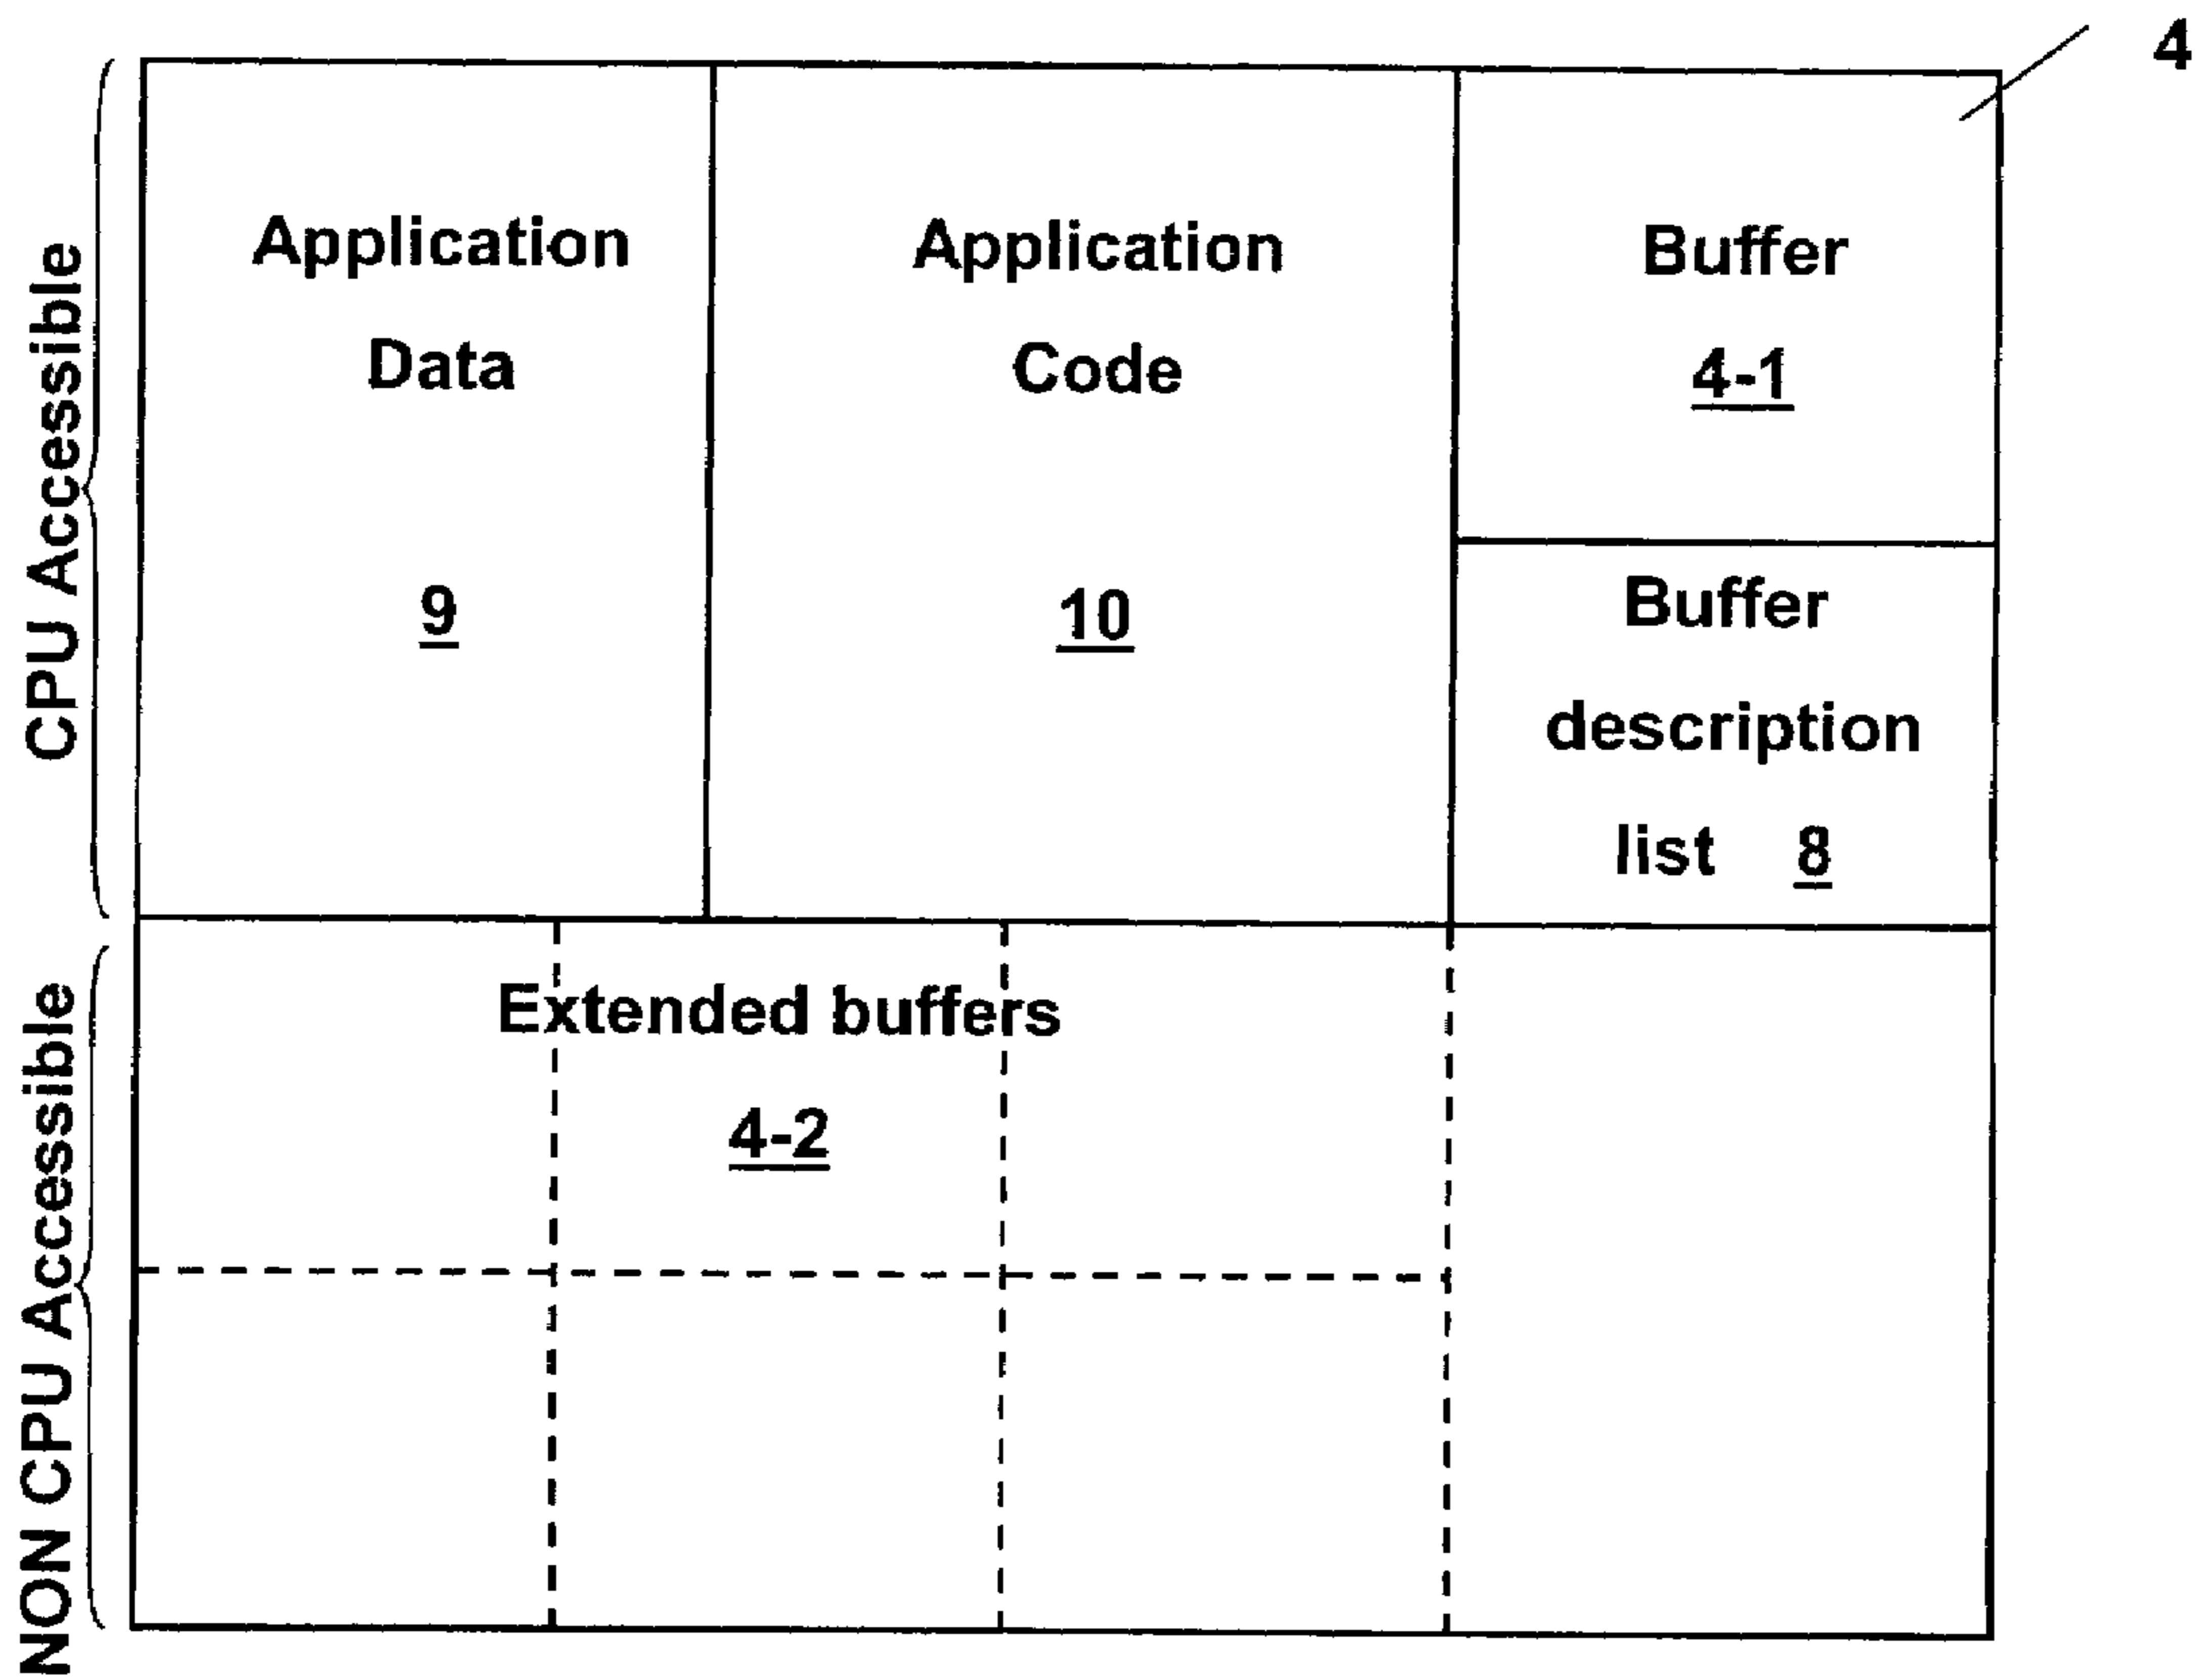 4
CPU Accessible
Application
Data
9
Application
Code
10
Buffer
4-1
Buffer
description
list 8
NON CPU Accessible
Extended buffers
4-2